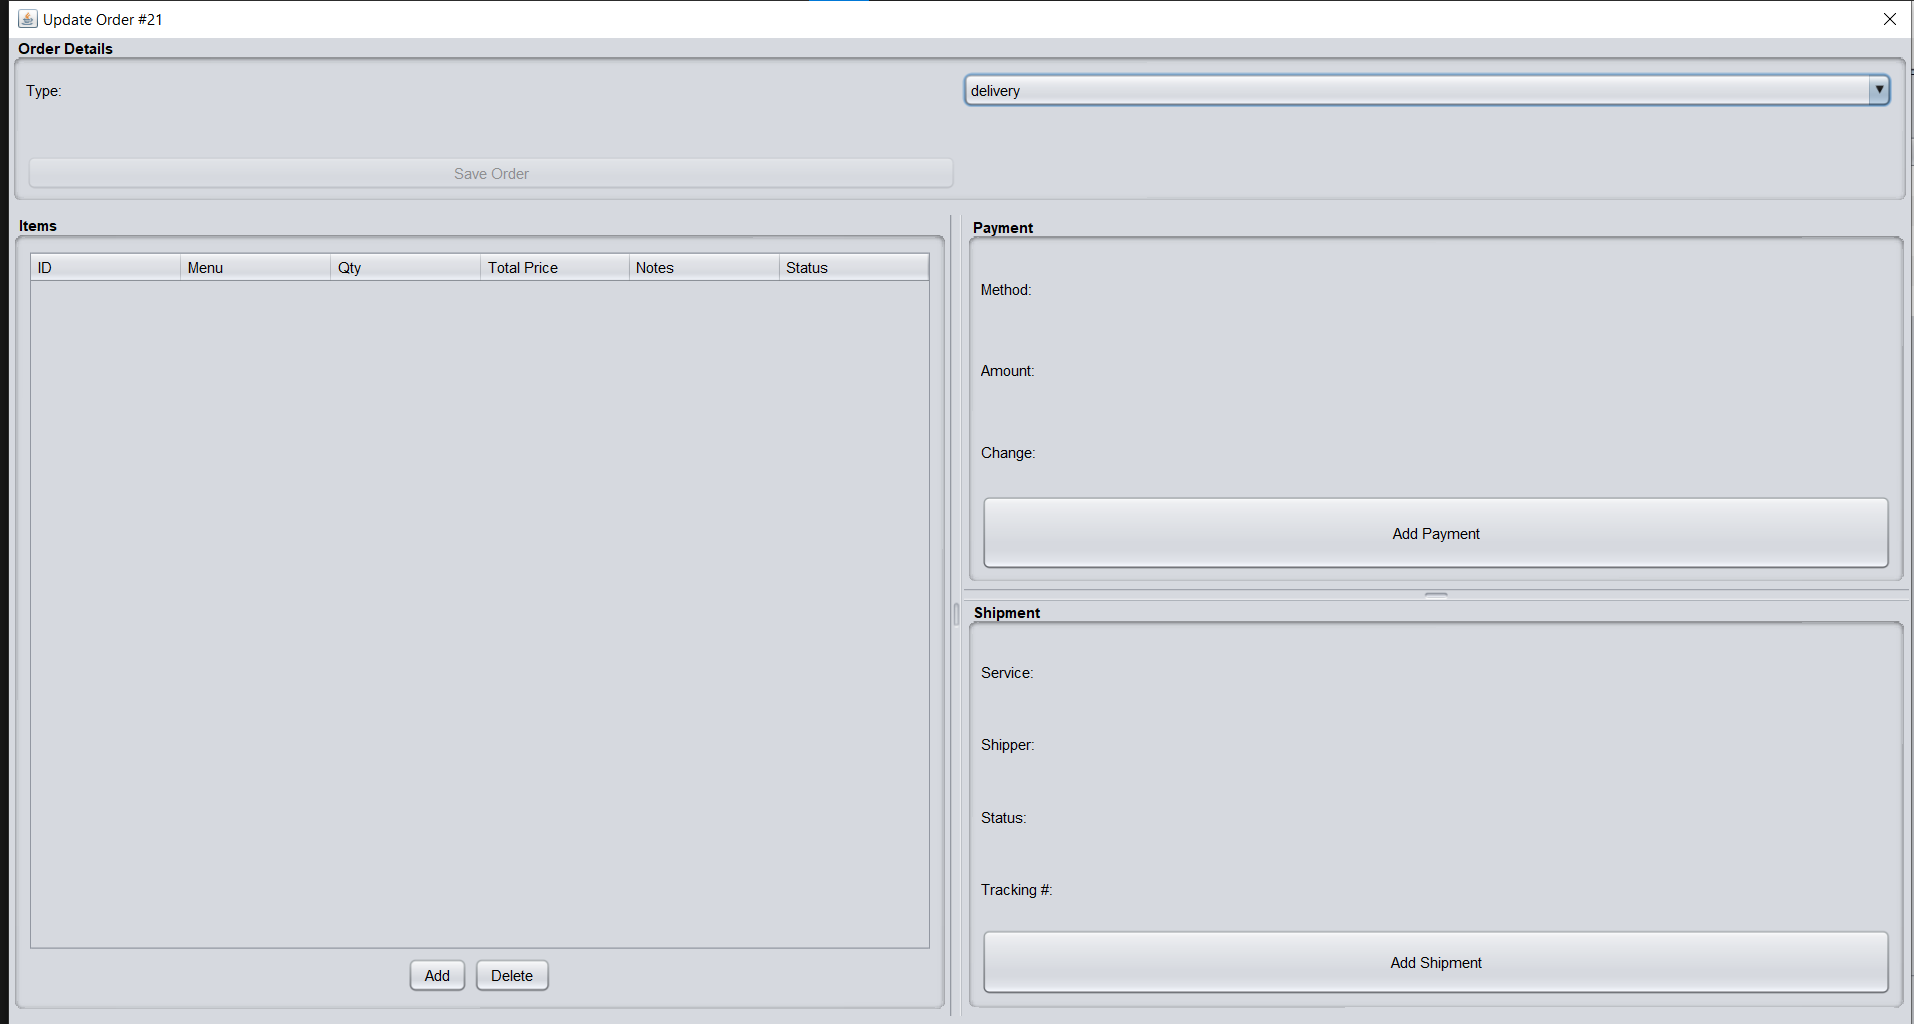 Update Order #21
Order Details
Type:
delivery
Save Order
Items
ID Menu Qty Total Price Notes Status
Add Delete
Payment
Method:
Amount:
Change:
Add Payment
Shipment
Service:
Shipper:
Status:
Tracking #:
Add Shipment